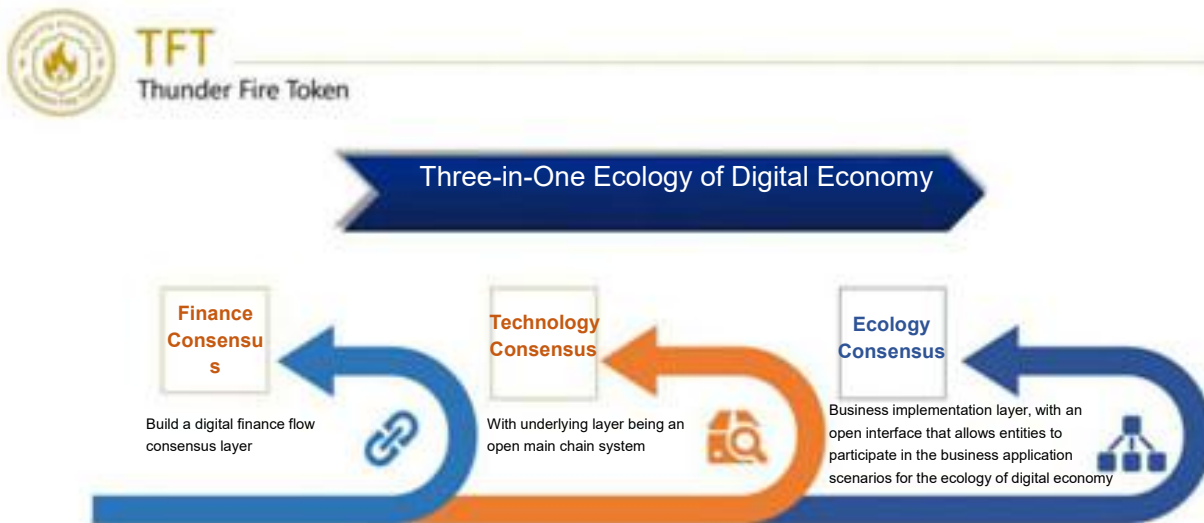 TFT
Thunder Fire Token
Three-in-One Ecology of Digital Economy
Finance
Consensu
s
Build a digital finance flow
consensus layer
Technology
Consensus
With underlying layer being an
open main chain system
Ecology
Consensus
Business implementation layer, with an
open interface that allows entities to
participate in the business application
scenarios for the ecology of digital economy